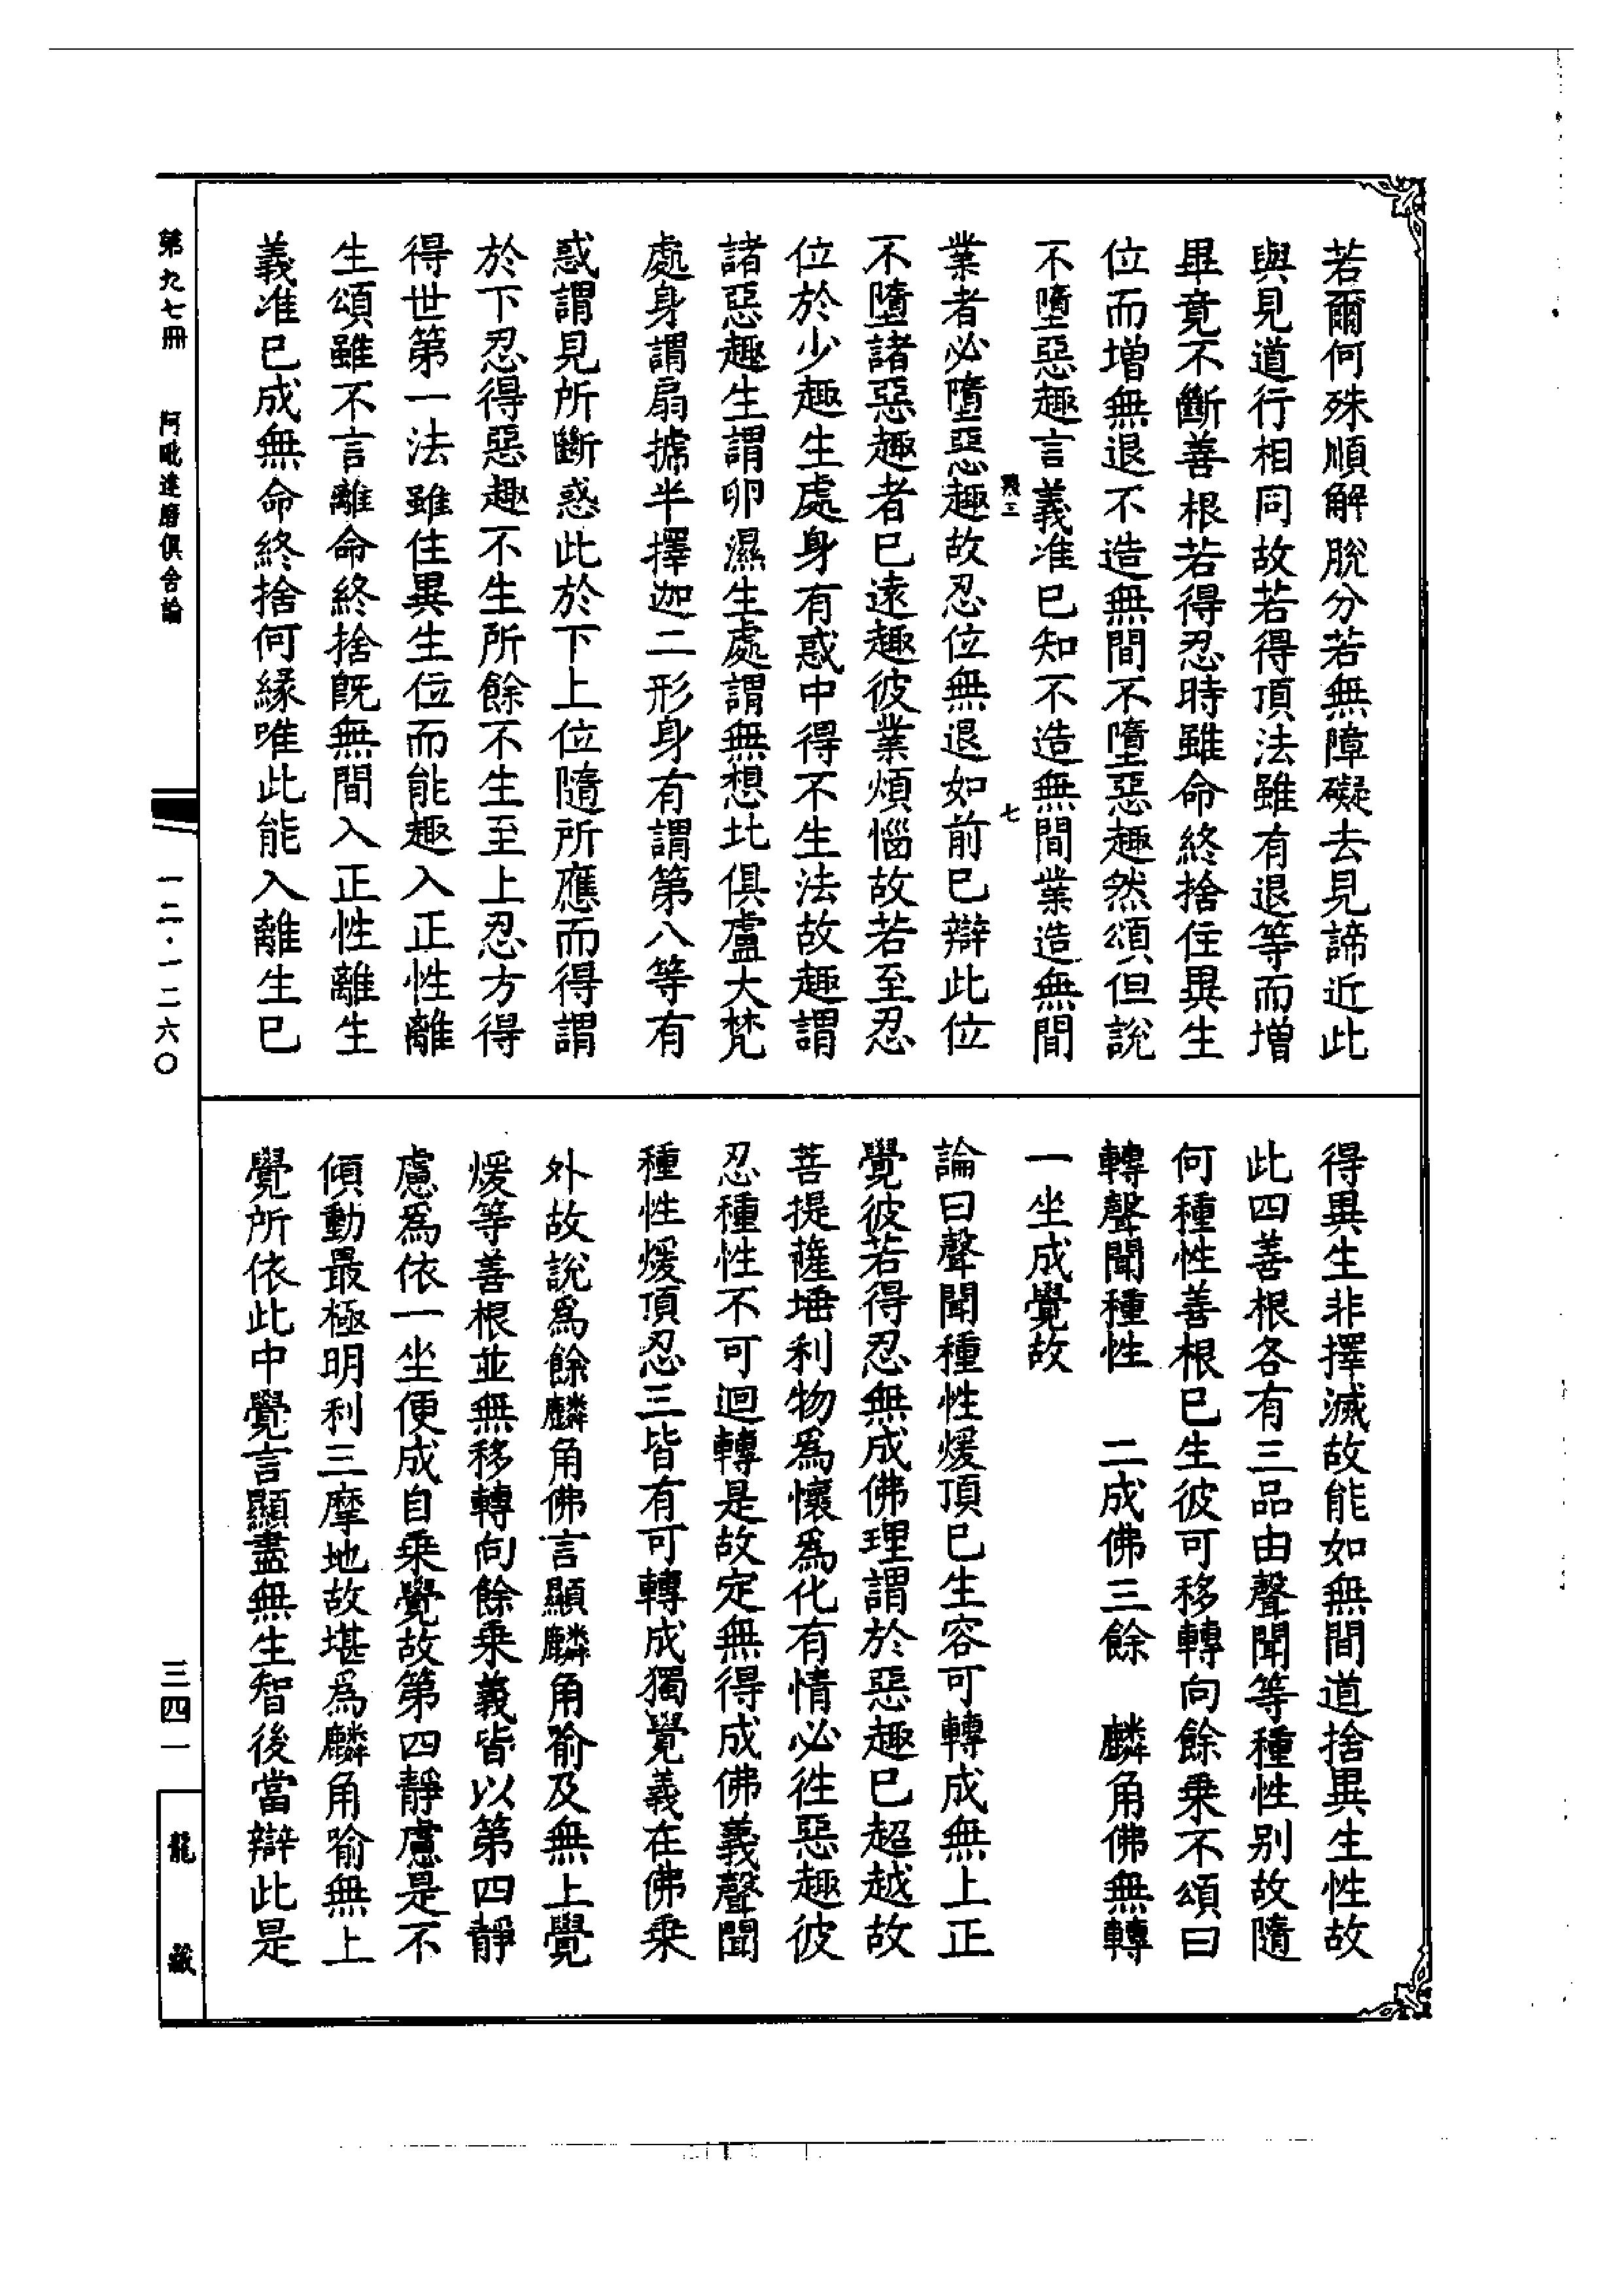 若爾何殊順解脫分若無障礙去見諦近此
與見道行相同故若得頂法雖有退等而增
畢竟不斷善根若得忍時雖命終捨住異生
位而增無退不造無間不墮惡趣然頌但說
不墮惡趣言義准已知不造無間業造無間
七
業者必墮惡趣故忍位無退如前已辯此位
不墮諸惡趣者已遠趣彼業煩惱故若至忍
位於少趣生處身有惑中得不生法故趣謂
諸惡趣生謂卵濕生處謂無想北俱盧大梵
處身謂扇搋半擇迦二形身有謂第八等有
惑謂見所斷惑此於下上位隨所應而得謂
於下忍得惡趣不生所餘不生至上忍方得
得世第一法雖住異生位而能趣入正性離
生頌雖不言離命終捨既無間入正性離生
義准已成無命終捨何緣唯此能入離生已
得異生非擇滅故能如無間道捨異生性故
此四善根各有三品由聲聞等種性別故隨
何種性善根已生彼可移轉向餘乘不頌曰
轉聲聞種性　二成佛三餘　麟角佛無轉
一坐成覺故
論曰聲聞種性煖頂已生容可轉成無上正
覺彼若得忍無成佛理謂於惡趣已超越故
菩提薩埵利物為懷為化有情必往惡趣彼
忍種性不可迴轉是故定無得成佛義聲聞
種性煖頂忍三皆有可轉成獨覺義在佛乘
外故說為餘麟角佛言顯麟角喻及無上覺
煖等善根並無移轉向餘乘義皆以第四靜
慮為依一坐便成自乘覺故第四靜慮是不
傾動最極明利三摩地故堪為麟角喻無上
覺所依此中覺言顯盡無生智後當辯此是
第九七冊　阿毗達磨俱舍論
一二·一二六〇
三四一
龍藏